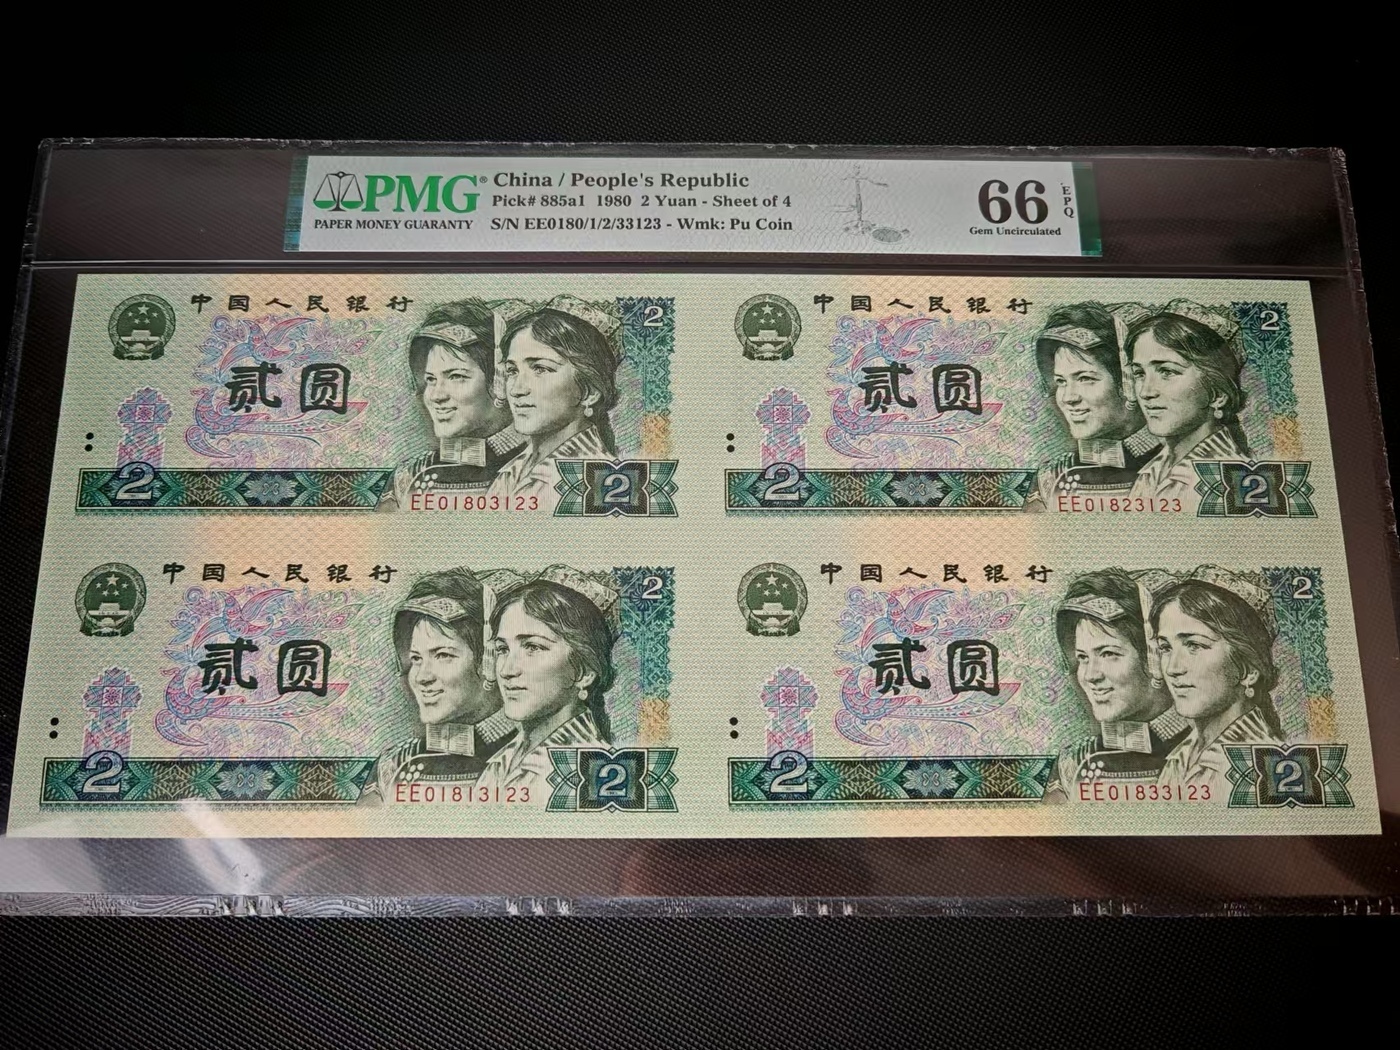 PMG® China / People's Republic
Pick# 885a1 1980 2 Yuan - Sheet of 4
PAPER MONEY GUARANTY S/N EE0180/1/2/33123 - Wmk: Pu Coin
66 EPQ
Gem Uncirculated
中国人民银行 2
贰圆
2 EE01803123 2
中国人民银行 2
贰圆
2 EE01823123 2
中国人民银行 2
贰圆
2 EE01813123 2
中国人民银行 2
贰圆
2 EE01833123 2